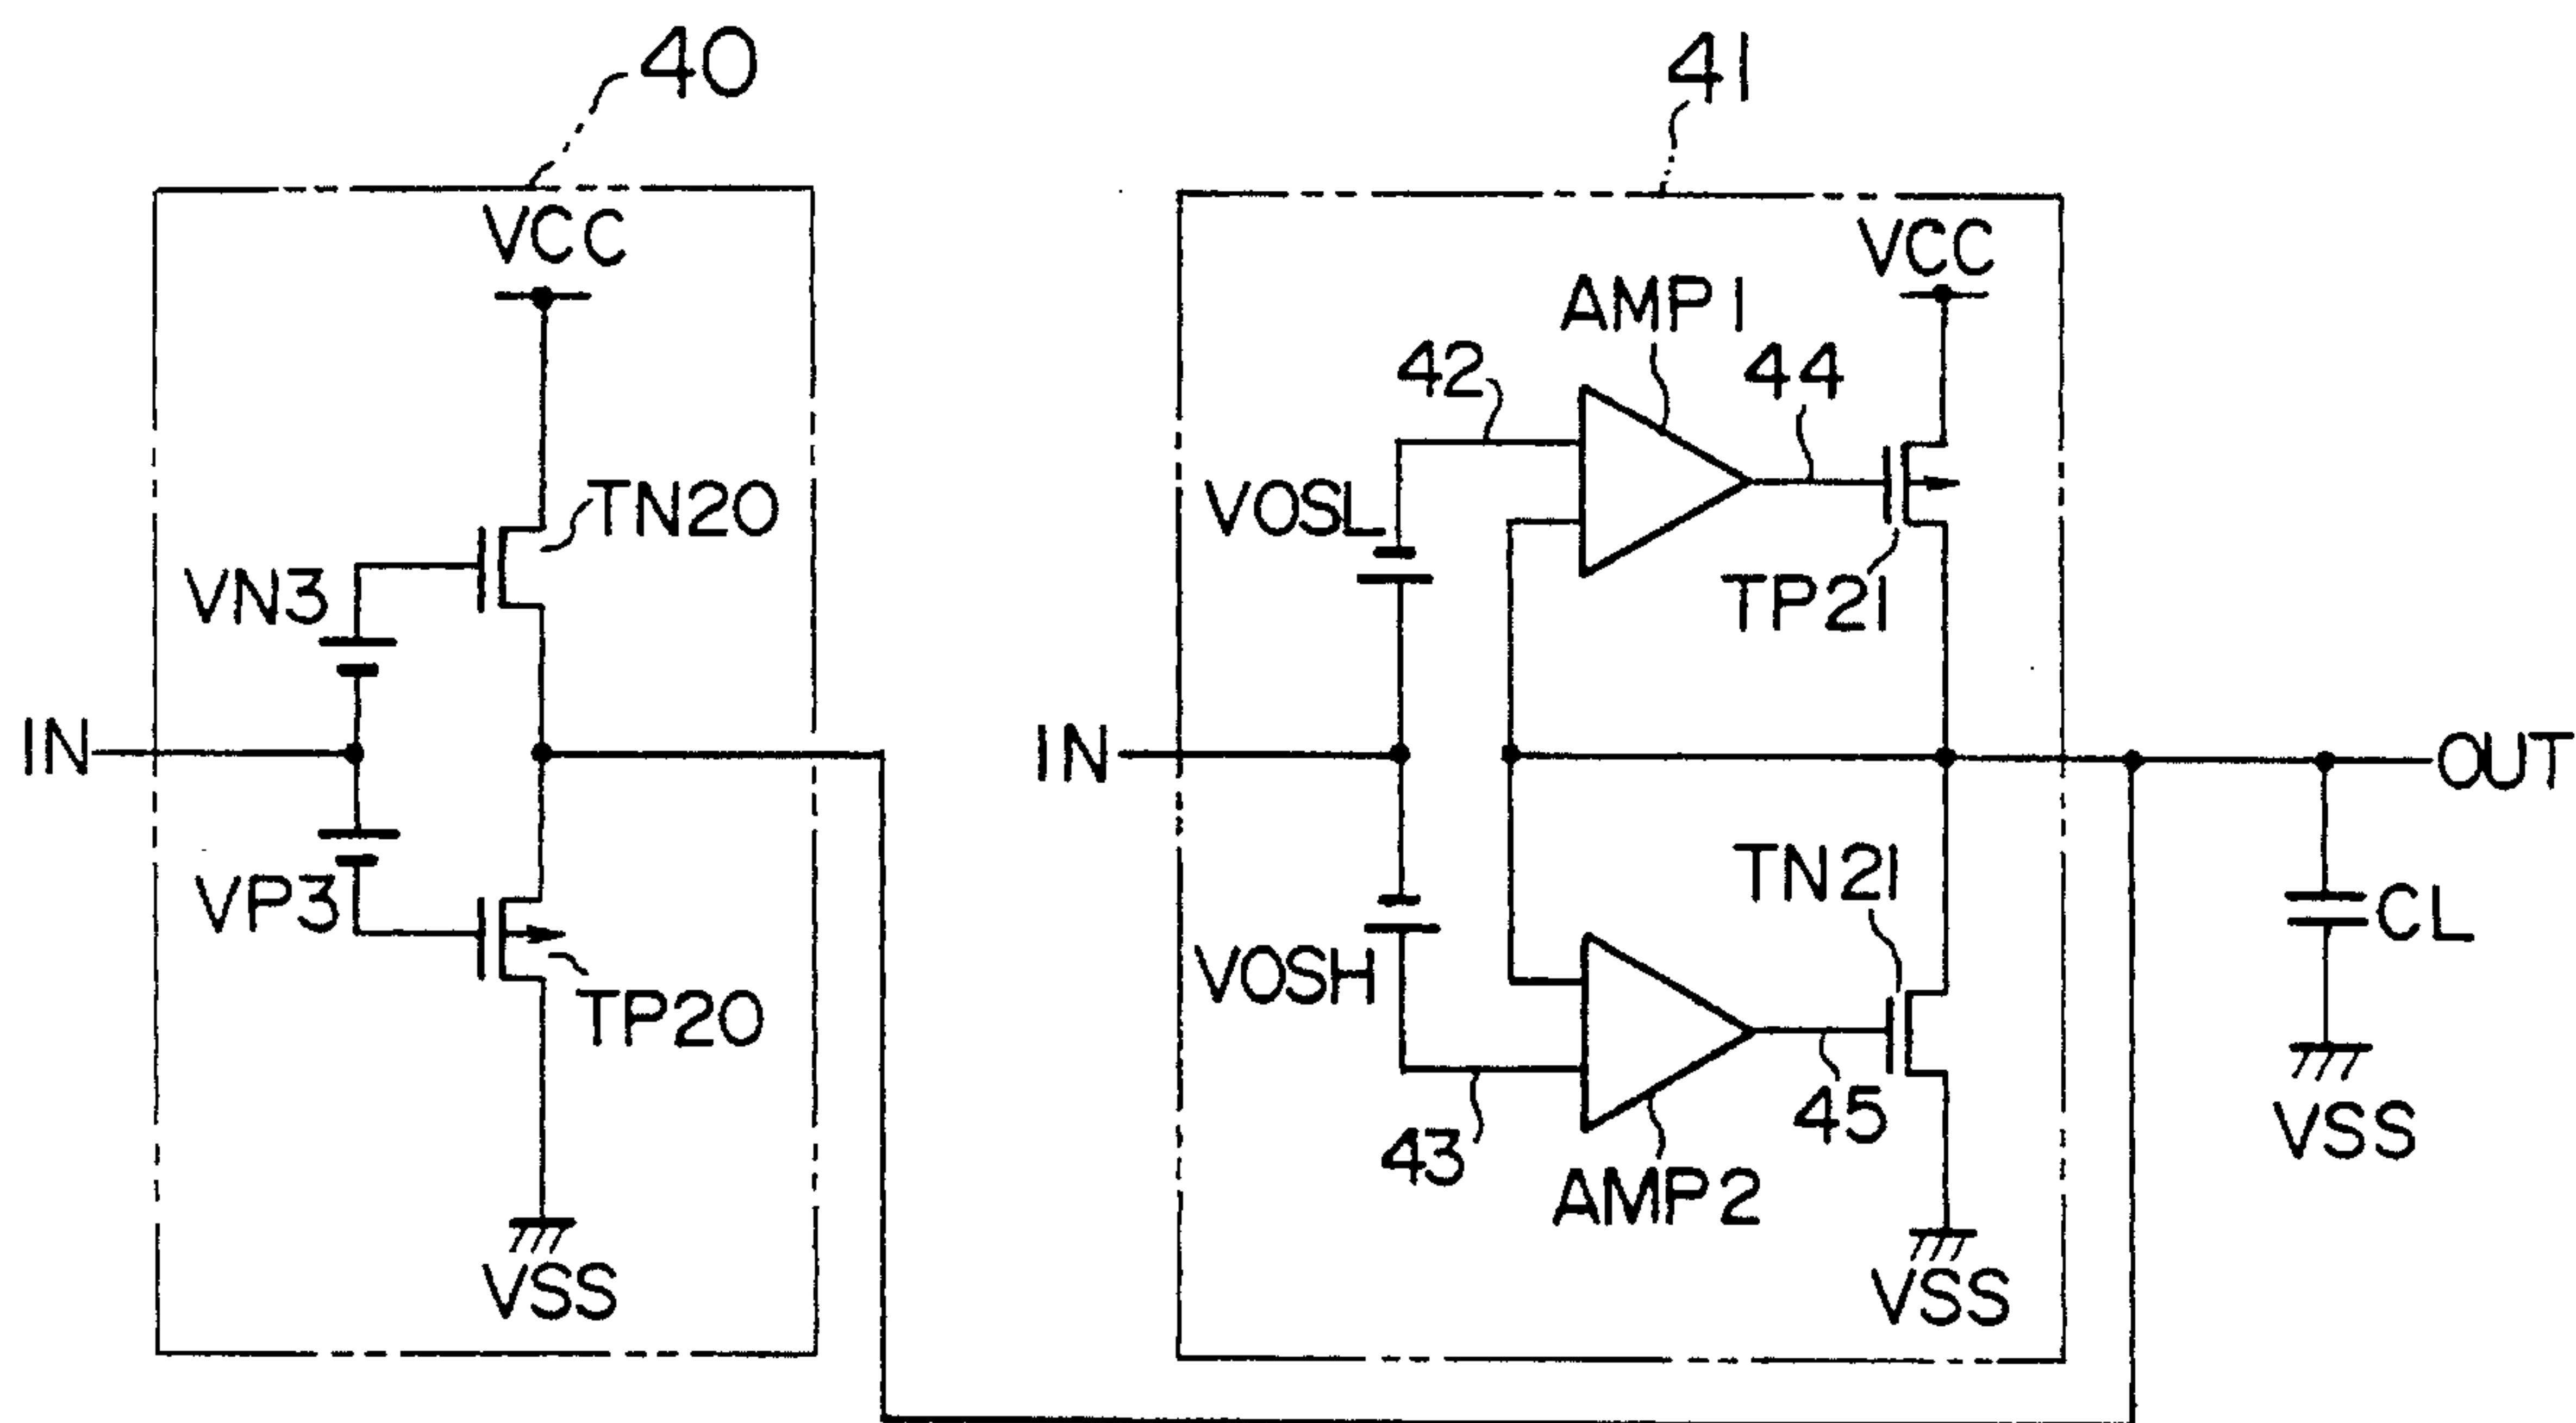 40
41
VCC
VCC
AMP1
42
44
TN20
VOSL
VN3
TP21
IN
IN
OUT
VP3
TN21
CL
VOSH
TP20
45
43
VSS
AMP2
VSS
VSS